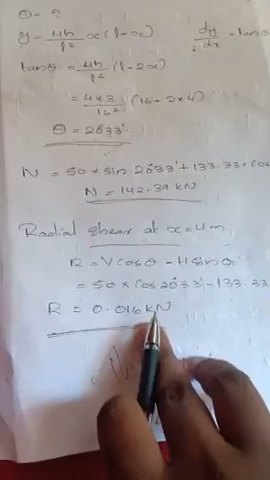 θ = ?
y = 4h/l² x(l-x) dy/dx = tanθ
tanθ = 4h/l² (l-2x)
= 4×3/16² (16-2×4)
θ = 20°33'
N = 50 × sin 20°33' + 133.33 × cos
N = 142.39 kN
Radial shear at x = 4m
R = V cosθ - H sinθ
= 50 × cos 20°33' - 133.33
R = 0.016 kN